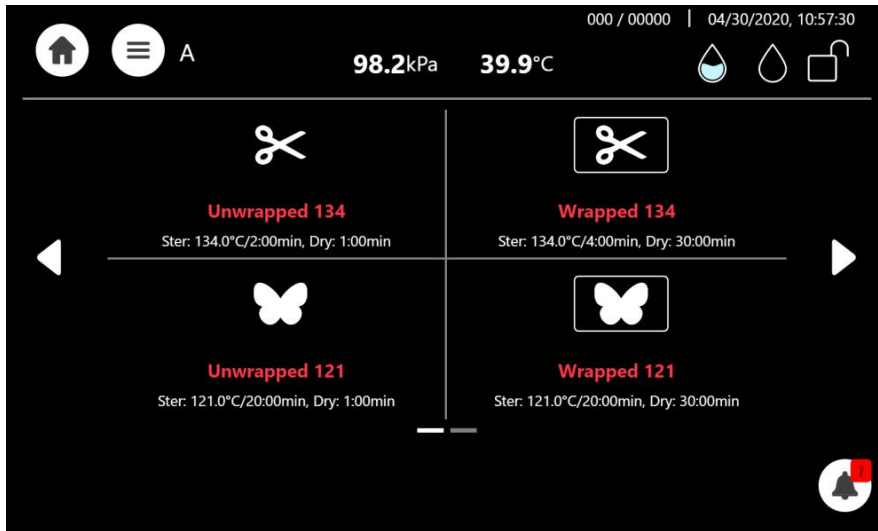 000 / 00000 | 04/30/2020, 10:57:30
A
98.2kPa 39.9°C
Unwrapped 134
Ster: 134.0°C/2:00min, Dry: 1:00min
Wrapped 134
Ster: 134.0°C/4:00min, Dry: 30:00min
Unwrapped 121
Ster: 121.0°C/20:00min, Dry: 1:00min
Wrapped 121
Ster: 121.0°C/20:00min, Dry: 30:00min
1